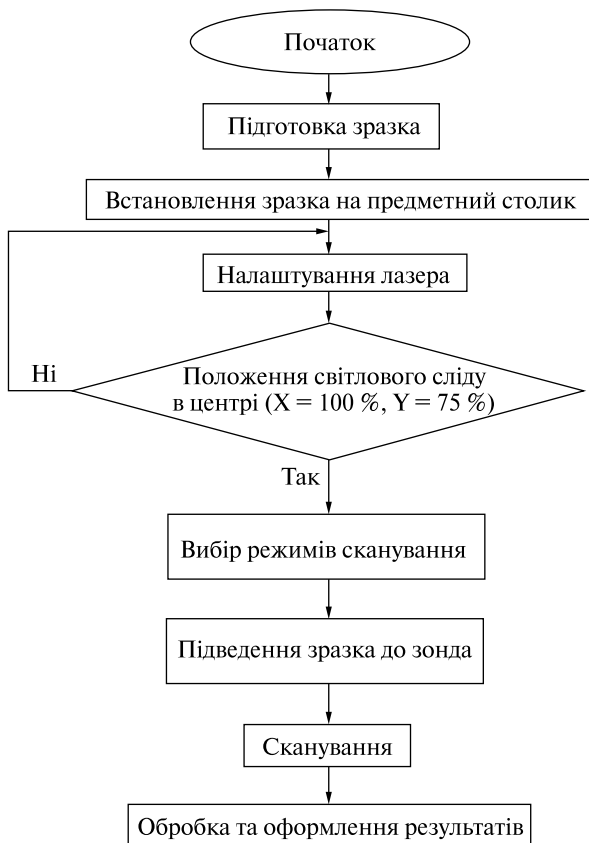 Початок
Підготовка зразка
Встановлення зразка на предметний столик
Налаштування лазера
Ні
Положення світлового сліду
в центрі (X = 100 %, Y = 75 %)
Так
Вибір режимів сканування
Підведення зразка до зонда
Сканування
Обробка та оформлення результатів